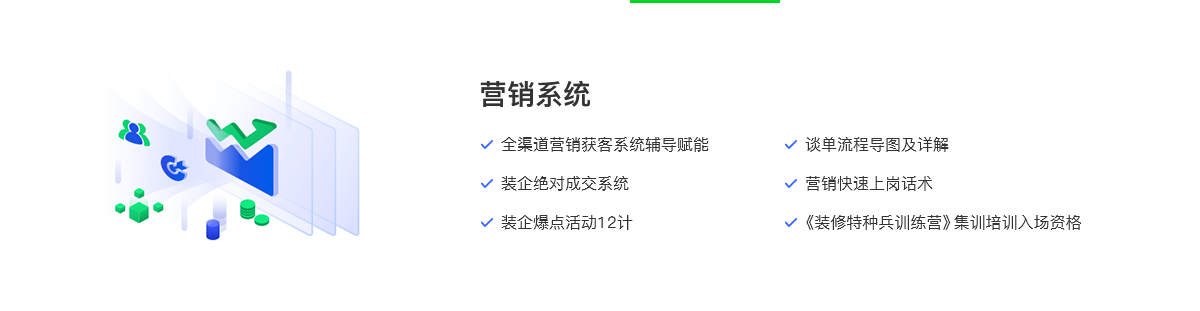 营销系统
全渠道营销获客系统辅导赋能
谈单流程导图及详解
装企绝对成交系统
营销快速上岗话术
装企爆点活动12计
《装修特种兵训练营》集训培训入场资格